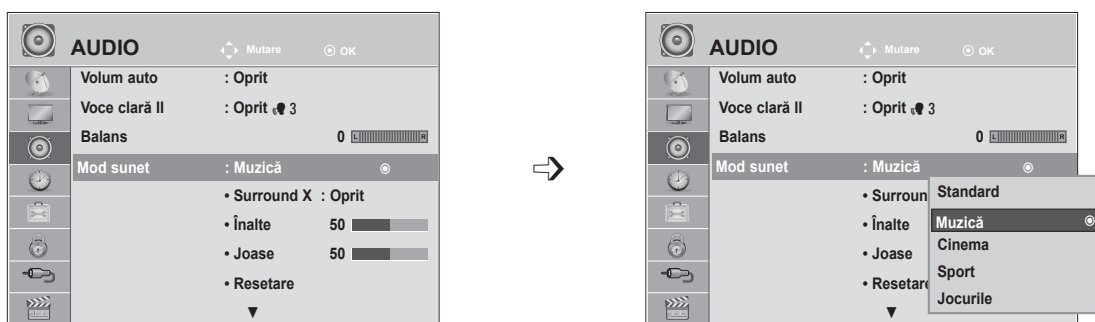 AUDIO Mutare OK
Volum auto : Oprit
Voce clară II : Oprit 3
Balans 0 L R
Mod sunet : Muzică
• Surround X : Oprit
• Înalte 50
• Joase 50
• Resetare
▼
AUDIO Mutare OK
Volum auto : Oprit
Voce clară II : Oprit 3
Balans 0 L R
Mod sunet : Muzică
• Surroun
• Înalte
• Joase
• Resetare
▼
Standard
Muzică
Cinema
Sport
Jocurile